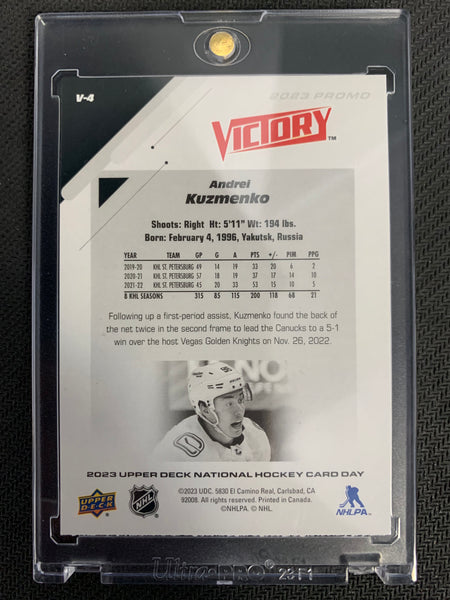 V-4
2023 PROMO
VICTORY™
Andrei
Kuzmenko
Shoots: Right Ht: 5'11" Wt: 194 lbs.
Born: February 4, 1996, Yakutsk, Russia
YEAR TEAM GP G A PTS +/- PIM PPG
2019-20 KHL ST. PETERSBURG 49 14 19 33 20 6 2
2020-21 KHL ST. PETERSBURG 57 18 19 37 17 14 10
2021-22 KHL ST. PETERSBURG 45 20 33 53 15 10 5
8 KHL SEASONS 315 85 115 200 118 68 21
Following up a first-period assist, Kuzmenko found the back of
the net twice in the second frame to lead the Canucks to a 5-1
win over the host Vegas Golden Knights on Nov. 26, 2022.
2023 UPPER DECK NATIONAL HOCKEY CARD DAY
UPPER DECK
NHL
©2023 UDC. 5830 El Camino Real, Carlsbad, CA
92008. All rights reserved. Printed in Canada.
©NHLPA. © NHL.
NHLPA
Ultra·PRO